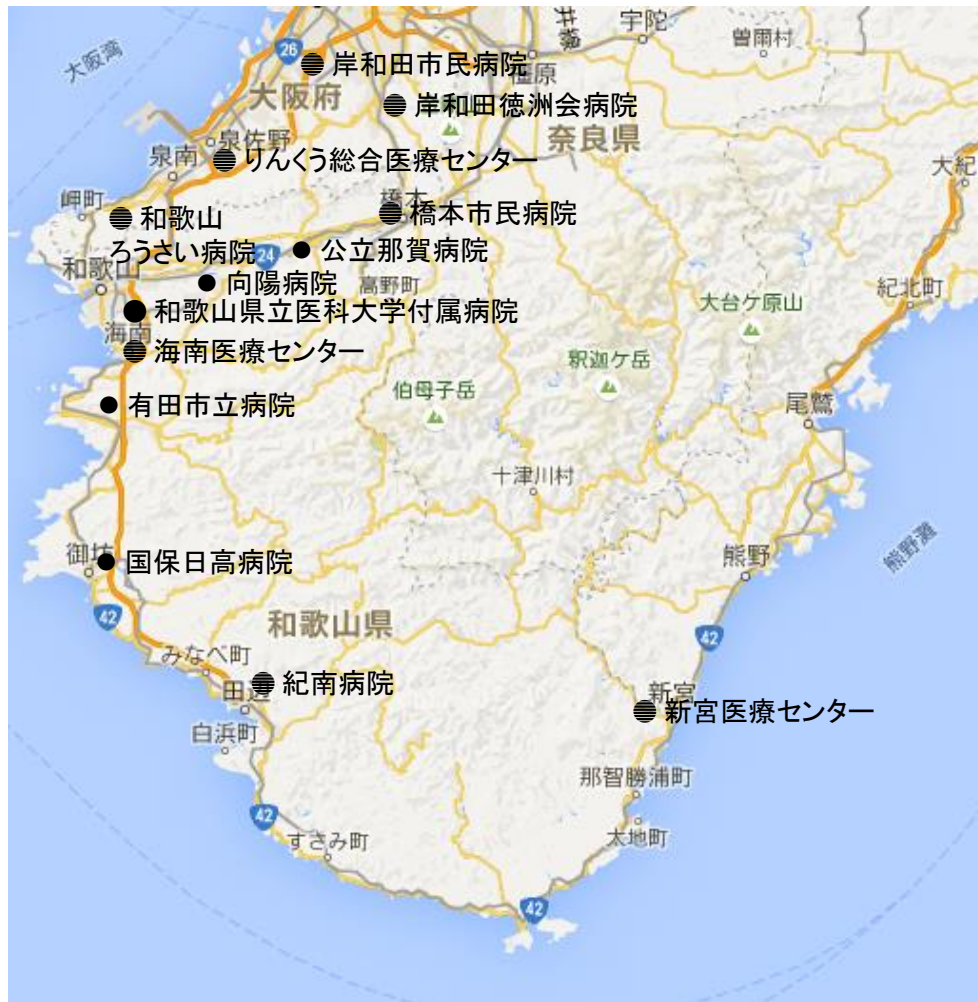 宇陀
曽爾村
井
大阪湾
26
岸和田市民病院
橿原
大阪府
岸和田徳洲会病院
奈良県
泉佐野
泉南
りんくう総合医療センター
大紀
岬町
橋本
和歌山
ろうさい病院
橋本市民病院
24
公立那賀病院
和歌山
向陽病院
高野町
紀北町
大台ケ原山
和歌山県立医科大学付属病院
海南
海南医療センター
釈迦ケ岳
伯母子岳
有田市立病院
尾鷲
十津川村
熊野灘
御坊
国保日高病院
熊野
42
和歌山県
42
みなべ町
紀南病院
田辺
新宮
新宮医療センター
白浜町
那智勝浦町
42
すさみ町
太地町
42